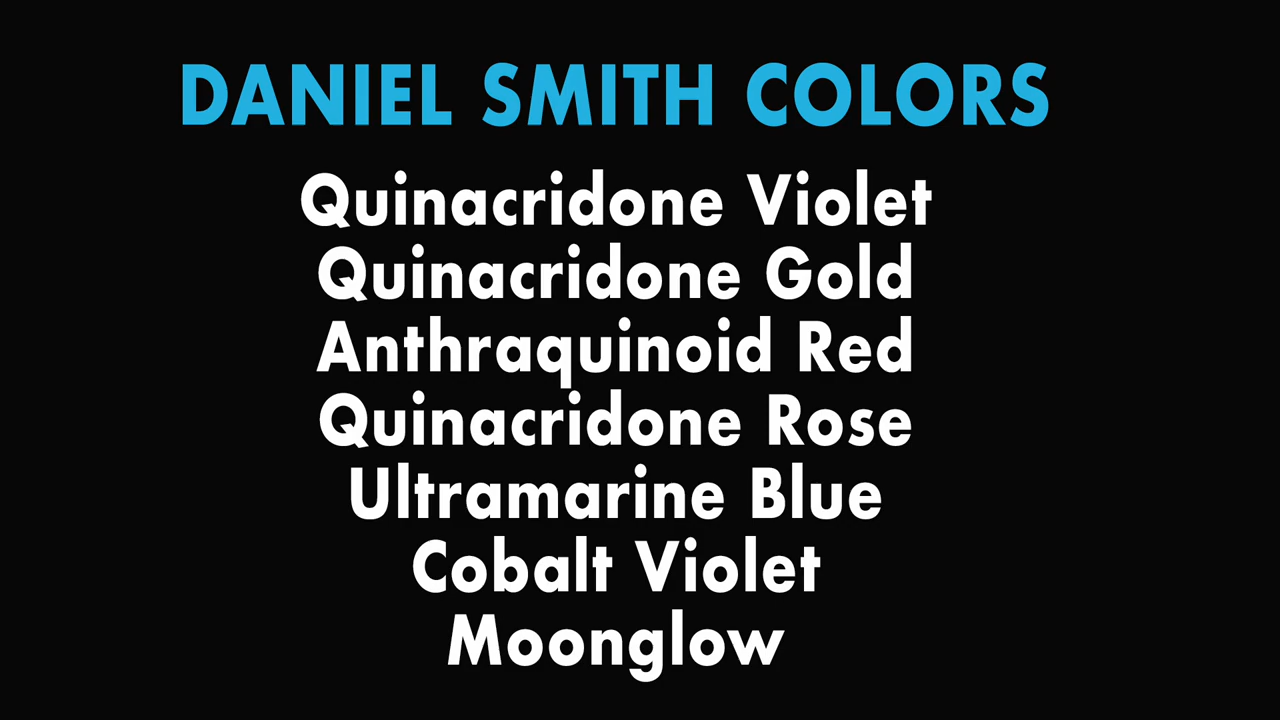 DANIEL SMITH COLORS
Quinacridone Violet
Quinacridone Gold
Anthraquinoid Red
Quinacridone Rose
Ultramarine Blue
Cobalt Violet
Moonglow